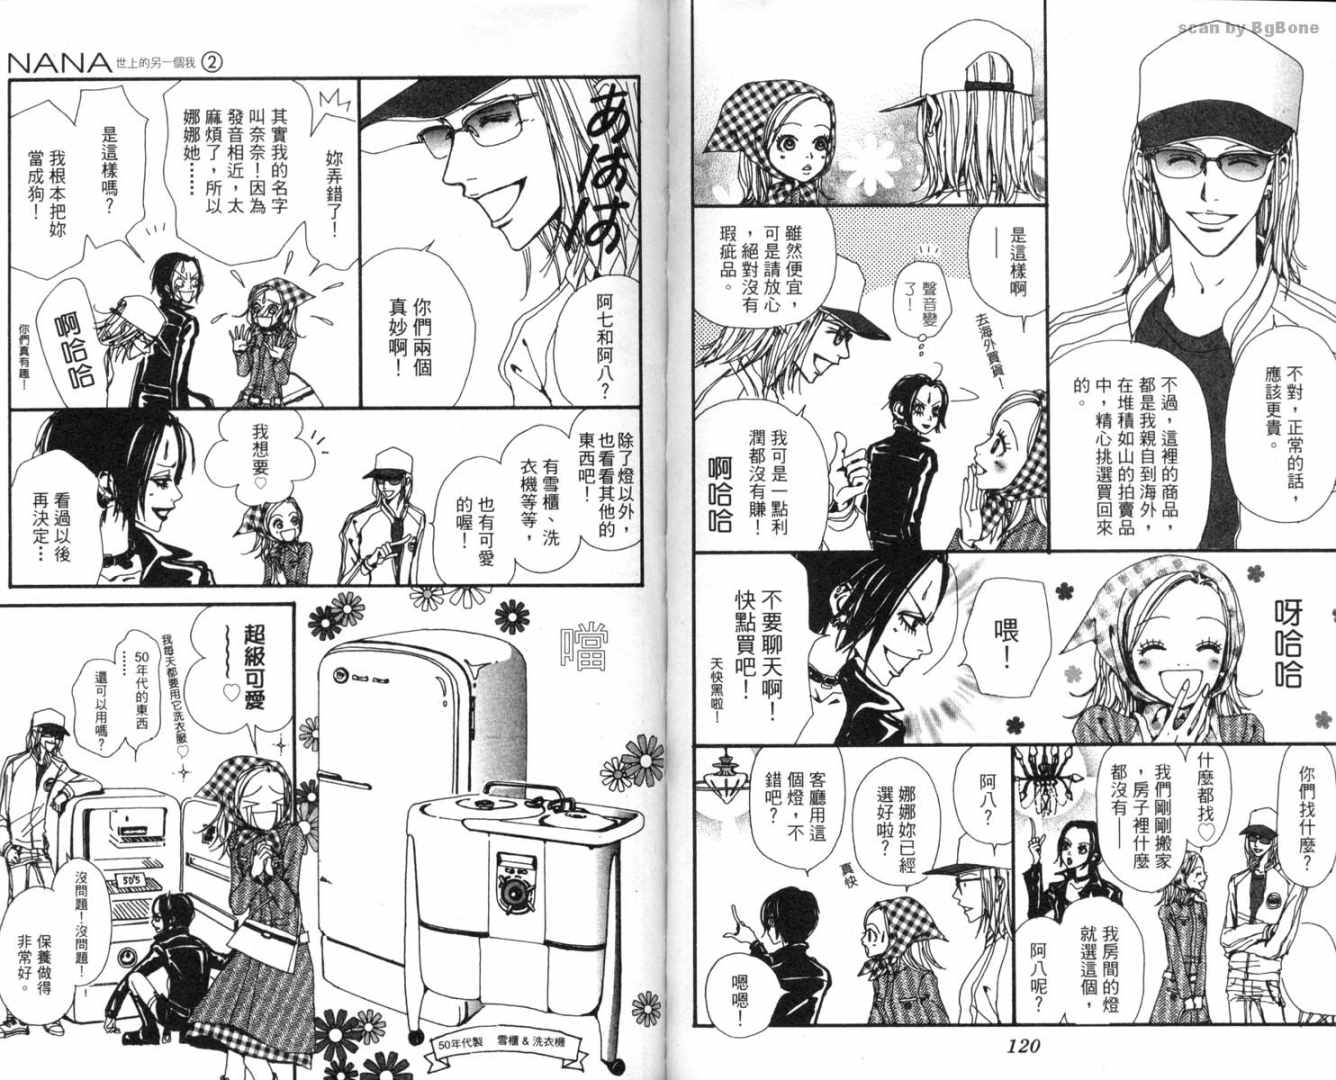 scan by BgBone
不對，正常的話，
應該更貴。
不過，這裡的商品，
都是我親自到海外，
在堆積如山的拍賣品
中，精心挑選買回來
的。
是這樣啊
——
去海外買貨！
聲音變
了！
雖然便宜，
可是請放心
，絕對沒有
瑕疵品。
我可是一點利
潤都沒有賺！
啊哈哈
呀哈哈
喂！
不要聊天啊！
快點買吧！
天快黑啦！
你們找什麼？
什麼都找♡
我們剛剛搬家
，房子裡什麼
都沒有——
我房間的燈
就選這個，
阿八呢？
阿八？
娜娜妳已經
選好啦？
真快
客廳用這
個燈，不
錯吧？
嗯嗯！
120
NANA 世上的另一個我 ②
あはは
阿七和阿八？
你們兩個
真妙啊！
妳弄錯了！
其實我的名字
叫奈奈！因為
發音相近，太
麻煩了，所以
娜娜她……
是這樣嗎？
我根本把妳
當成狗！
啊哈哈
你們真有趣！
除了燈以外，
也看看其他的
東西吧！
有雪櫃、洗
衣機等等，
也有可愛
的喔！
我想要♡
看過以後
再決定…
噹
超級可愛
～～～♡
我每天都要用它洗衣服♡
50年代的東西
……
還可以用嗎？
50's
沒問題！沒問題！
保養做得
非常好。
50年代製　雪櫃 & 洗衣機